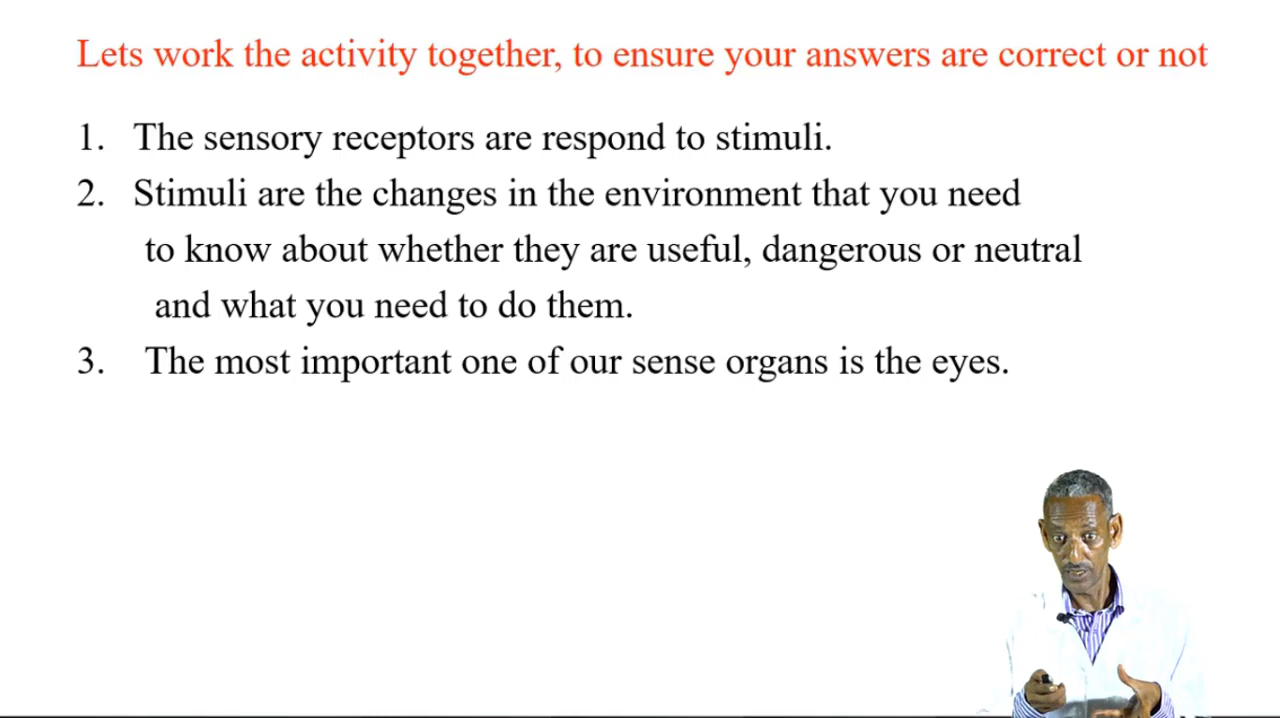 Lets work the activity together, to ensure your answers are correct or not
1. The sensory receptors are respond to stimuli.
2. Stimuli are the changes in the environment that you need
to know about whether they are useful, dangerous or neutral
and what you need to do them.
3. The most important one of our sense organs is the eyes.